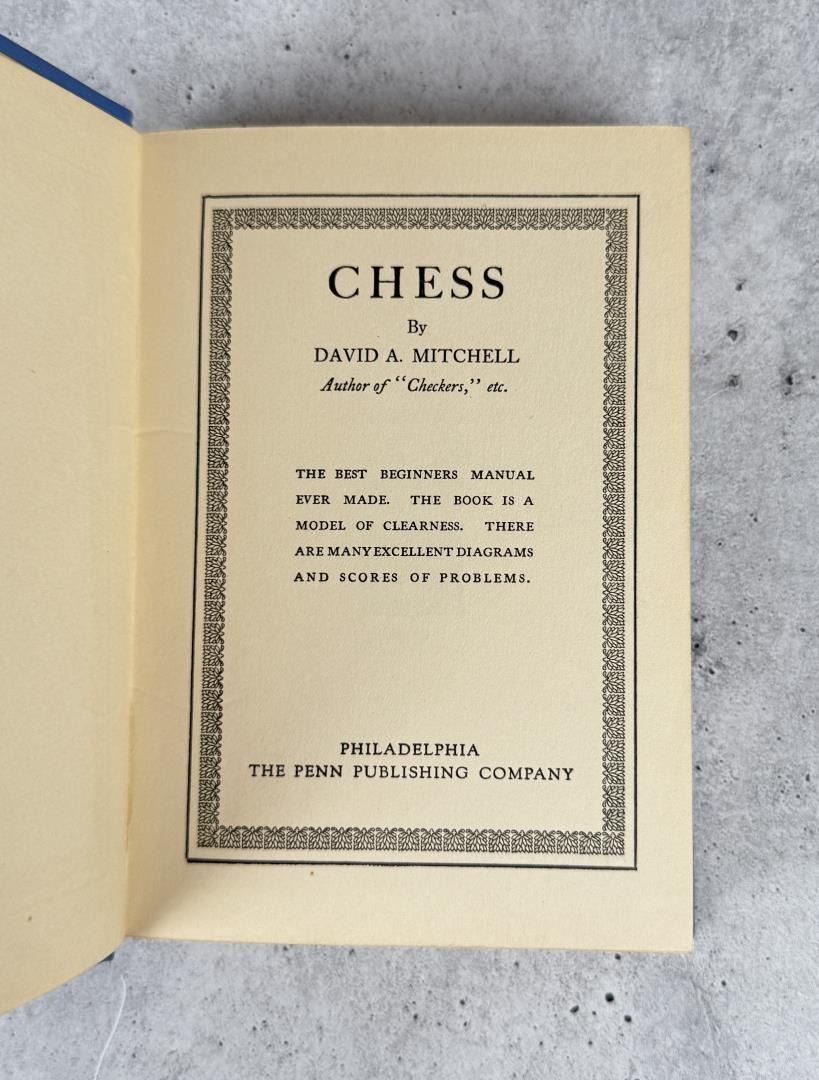 CHESS
By
DAVID A. MITCHELL
Author of “Checkers,” etc.
THE BEST BEGINNERS MANUAL
EVER MADE. THE BOOK IS A
MODEL OF CLEARNESS. THERE
ARE MANY EXCELLENT DIAGRAMS
AND SCORES OF PROBLEMS.
PHILADELPHIA
THE PENN PUBLISHING COMPANY